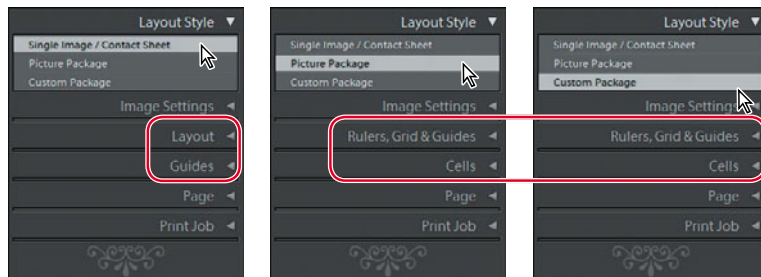 Layout Style
Single Image / Contact Sheet
Picture Package
Custom Package
Image Settings
Layout
Guides
Page
Print Job
Layout Style
Single Image / Contact Sheet
Picture Package
Custom Package
Image Settings
Rulers, Grid & Guides
Cells
Page
Print Job
Layout Style
Single Image / Contact Sheet
Picture Package
Custom Package
Image Settings
Rulers, Grid & Guides
Cells
Page
Print Job